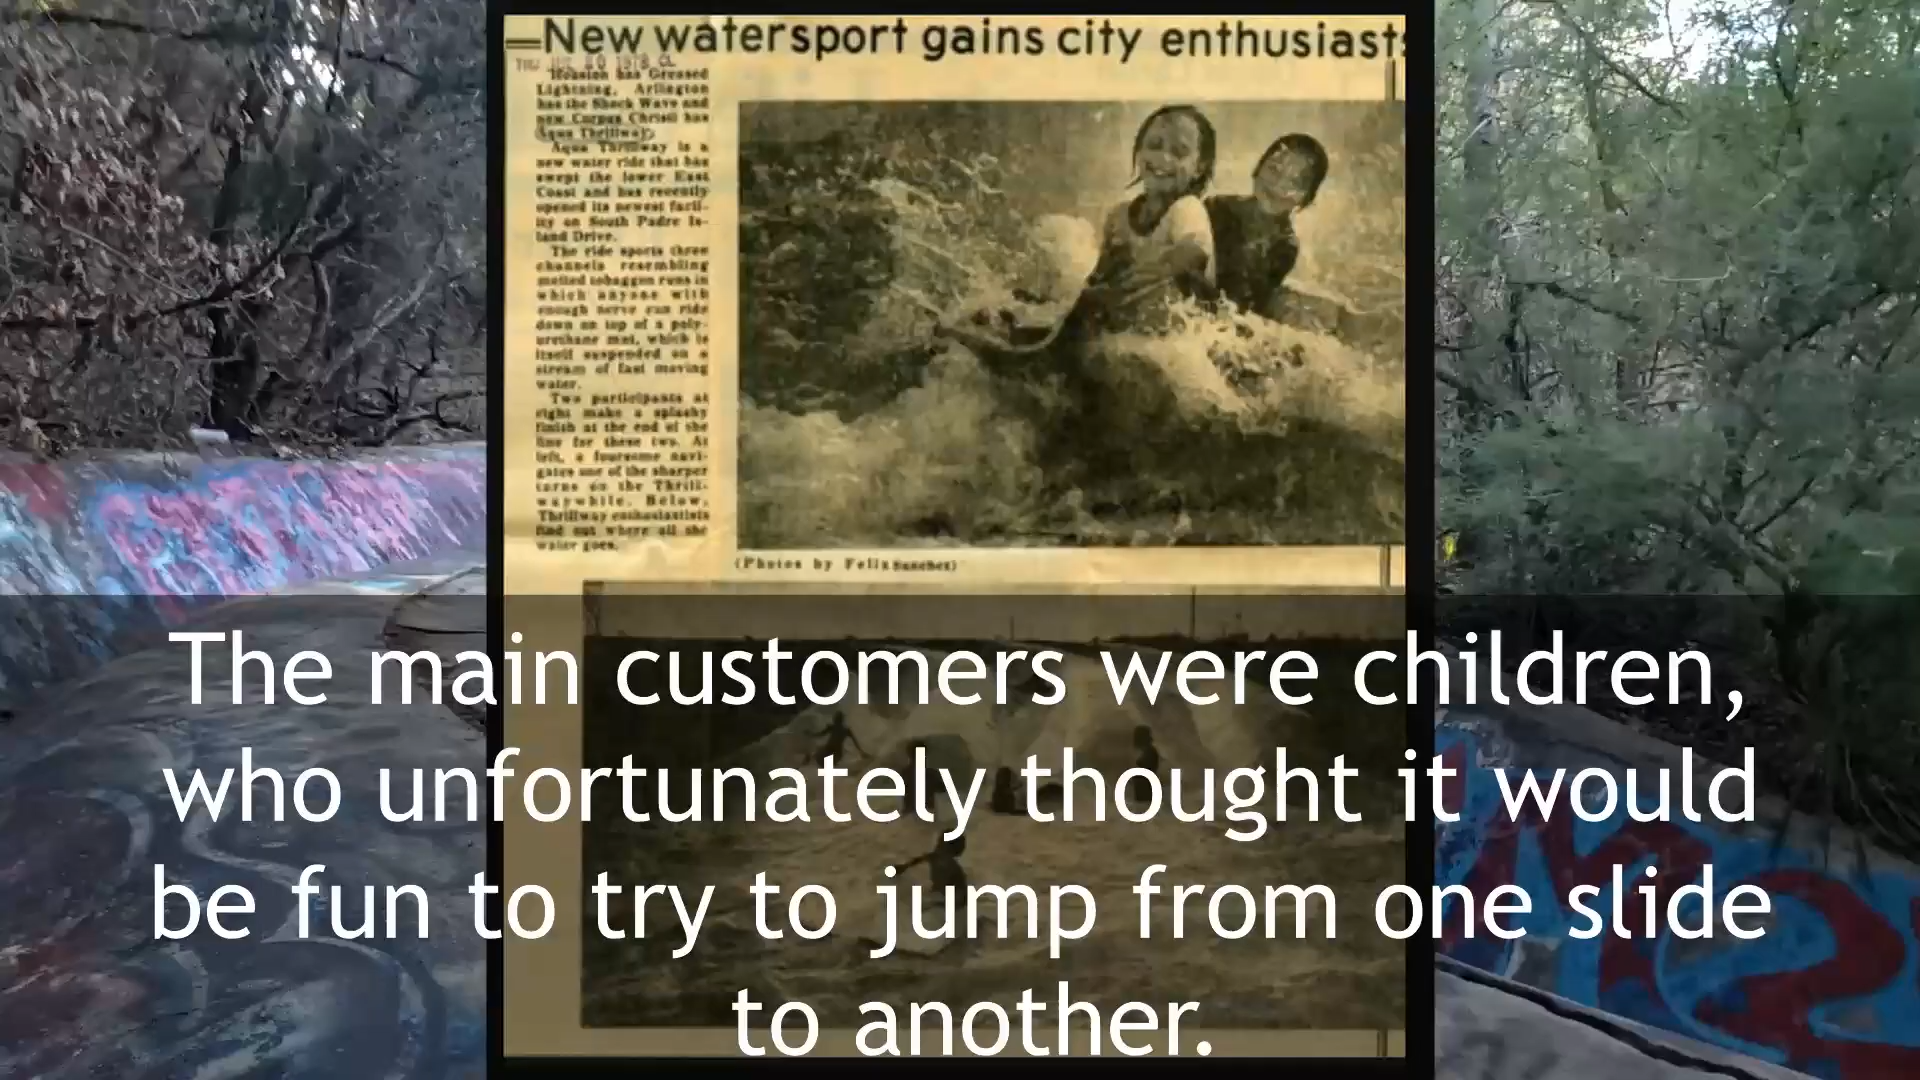 New watersport gains city enthusiasts
Houston has Greased
Lightning, Arlington
has the Shock Wave and
now Corpus Christi has
Aqua Thrillway.
Aqua Thrillway is a
new water ride that has
swept the lower East
Coast and has recently
opened its newest facil-
ity on South Padre Is-
land Drive.
The ride sports three
channels resembling
melted tobaggan runs in
which anyone with
enough nerve can ride
down on top of a poly-
urethane mat, which is
itself suspended on a
stream of fast moving
water.
Two participants at
right make a splashy
finish at the end of the
line for these two. At
left, a foursome navi-
gates one of the sharper
turns on the Thrill-
waywhile. Below,
Thrillway enthusiastists
find out where all the
water goes.
(Photos by Felix Sanchez)
The main customers were children,
who unfortunately thought it would
be fun to try to jump from one slide
to another.